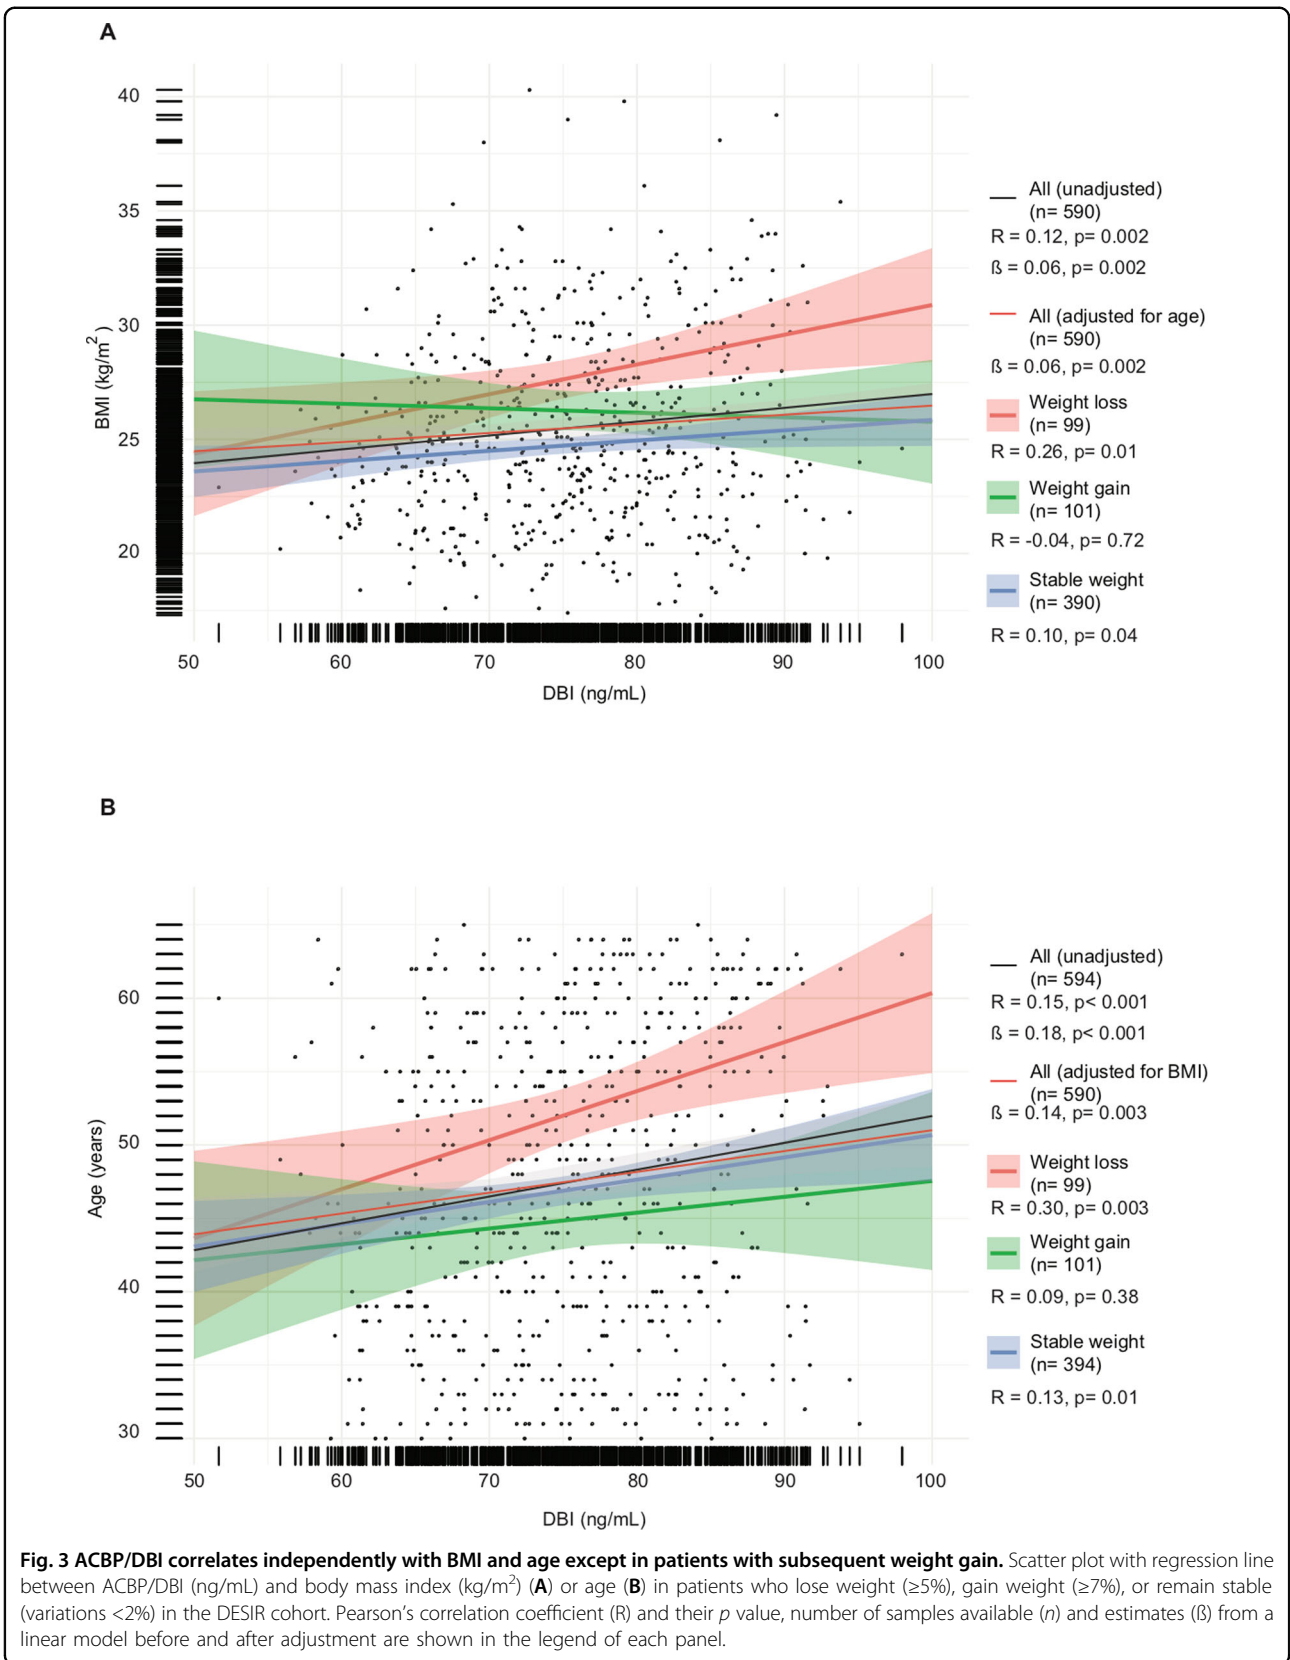 A
40
35
30
25
20
BMI (kg/m²)
50 60 70 80 90 100
DBI (ng/mL)
All (unadjusted)
(n= 590)
R = 0.12, p= 0.002
ß = 0.06, p= 0.002
All (adjusted for age)
(n= 590)
ß = 0.06, p= 0.002
Weight loss
(n= 99)
R = 0.26, p= 0.01
Weight gain
(n= 101)
R = -0.04, p= 0.72
Stable weight
(n= 390)
R = 0.10, p= 0.04
B
60
50
40
30
Age (years)
50 60 70 80 90 100
DBI (ng/mL)
All (unadjusted)
(n= 594)
R = 0.15, p< 0.001
ß = 0.18, p< 0.001
All (adjusted for BMI)
(n= 590)
ß = 0.14, p= 0.003
Weight loss
(n= 99)
R = 0.30, p= 0.003
Weight gain
(n= 101)
R = 0.09, p= 0.38
Stable weight
(n= 394)
R = 0.13, p= 0.01
Fig. 3 ACBP/DBI correlates independently with BMI and age except in patients with subsequent weight gain. Scatter plot with regression line
between ACBP/DBI (ng/mL) and body mass index (kg/m²) (A) or age (B) in patients who lose weight (≥5%), gain weight (≥7%), or remain stable
(variations <2%) in the DESIR cohort. Pearson's correlation coefficient (R) and their p value, number of samples available (n) and estimates (ß) from a
linear model before and after adjustment are shown in the legend of each panel.